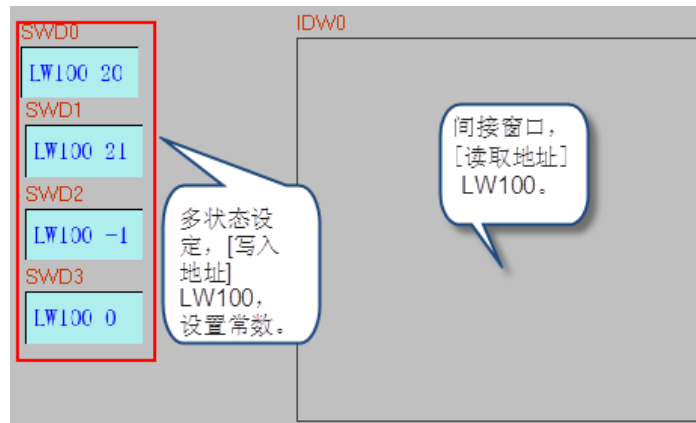 SWD0
LW100 20
SWD1
LW100 21
SWD2
LW100 -1
SWD3
LW100 0
多状态设
定，[写入
地址]
LW100，
设置常数。
IDW0
间接窗口，
[读取地址]
LW100。